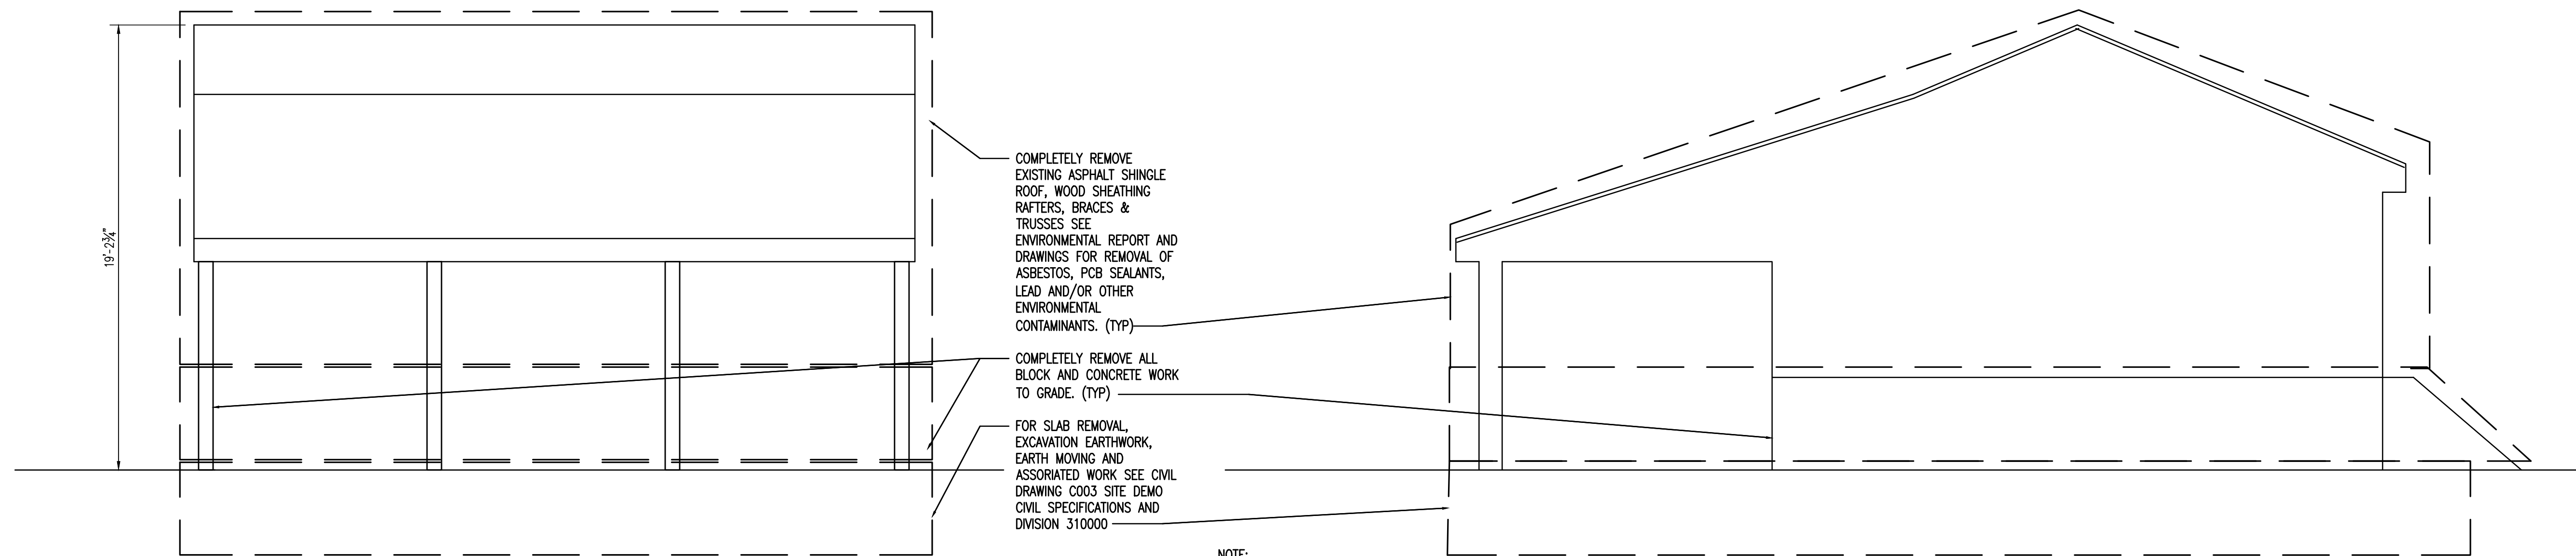 19'-2¾"
COMPLETELY REMOVE
EXISTING ASPHALT SHINGLE
ROOF, WOOD SHEATHING
RAFTERS, BRACES &
TRUSSES SEE
ENVIRONMENTAL REPORT AND
DRAWINGS FOR REMOVAL OF
ASBESTOS, PCB SEALANTS,
LEAD AND/OR OTHER
ENVIRONMENTAL
CONTAMINANTS. (TYP)
COMPLETELY REMOVE ALL
BLOCK AND CONCRETE WORK
TO GRADE. (TYP)
FOR SLAB REMOVAL,
EXCAVATION EARTHWORK,
EARTH MOVING AND
ASSORIATED WORK SEE CIVIL
DRAWING C003 SITE DEMO
CIVIL SPECIFICATIONS AND
DIVISION 310000
NOTE: